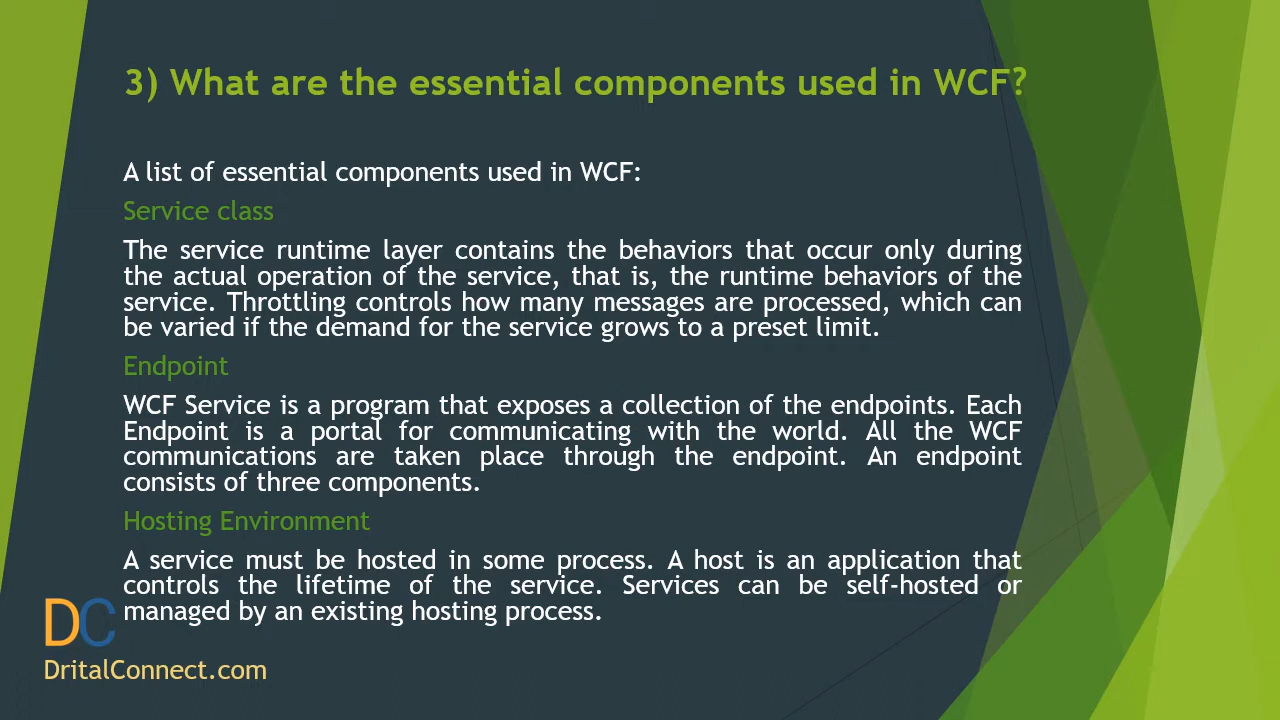 3) What are the essential components used in WCF?
A list of essential components used in WCF:
Service class
The service runtime layer contains the behaviors that occur only during
the actual operation of the service, that is, the runtime behaviors of the
service. Throttling controls how many messages are processed, which can
be varied if the demand for the service grows to a preset limit.
Endpoint
WCF Service is a program that exposes a collection of the endpoints. Each
Endpoint is a portal for communicating with the world. All the WCF
communications are taken place through the endpoint. An endpoint
consists of three components.
Hosting Environment
A service must be hosted in some process. A host is an application that
controls the lifetime of the service. Services can be self-hosted or
managed by an existing hosting process.
DC
DritalConnect.com